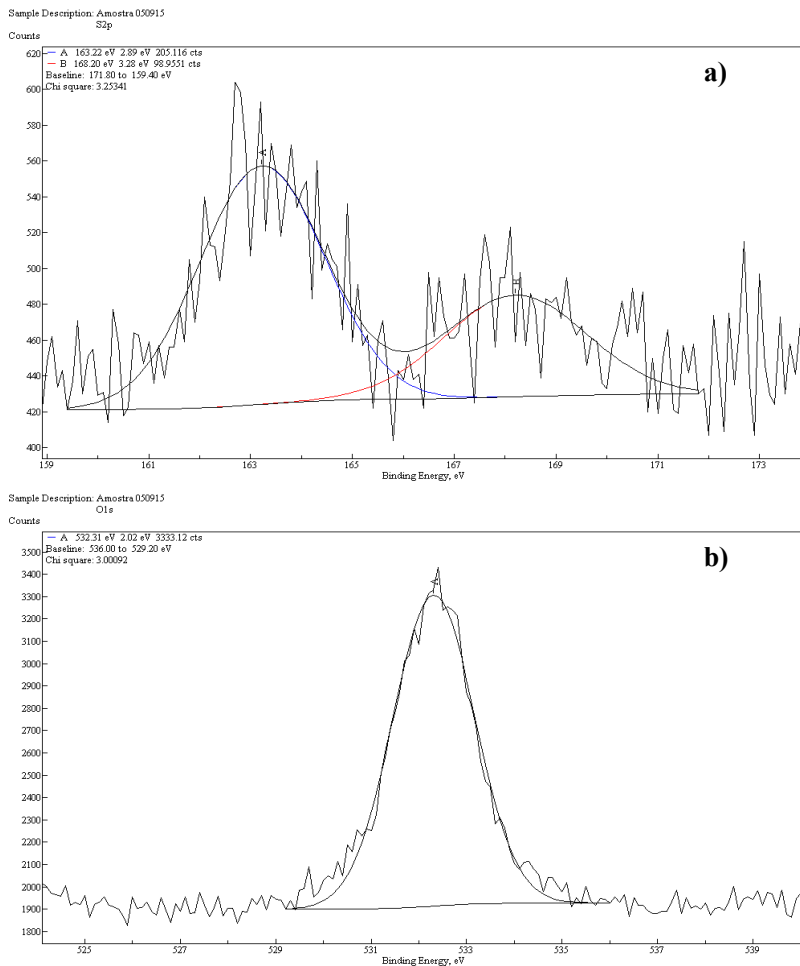 Sample Description: Amostra 050915
S2p
Counts
A 163.22 eV 2.89 eV 205.116 cts
B 168.20 eV 3.28 eV 98.9551 cts
Baseline: 171.80 to 159.40 eV
Chi square: 3.25341
a)
620
600
580
560
540
520
500
480
460
440
420
400
A
B
159 161 163 165 167 169 171 173
Binding Energy, eV
Sample Description: Amostra 050915
O1s
Counts
A 532.31 eV 2.02 eV 3333.12 cts
Baseline: 536.00 to 529.20 eV
Chi square: 3.00092
b)
3500
3400
3300
3200
3100
3000
2900
2800
2700
2600
2500
2400
2300
2200
2100
2000
1900
1800
A
525 527 529 531 533 535 537 539
Binding Energy, eV